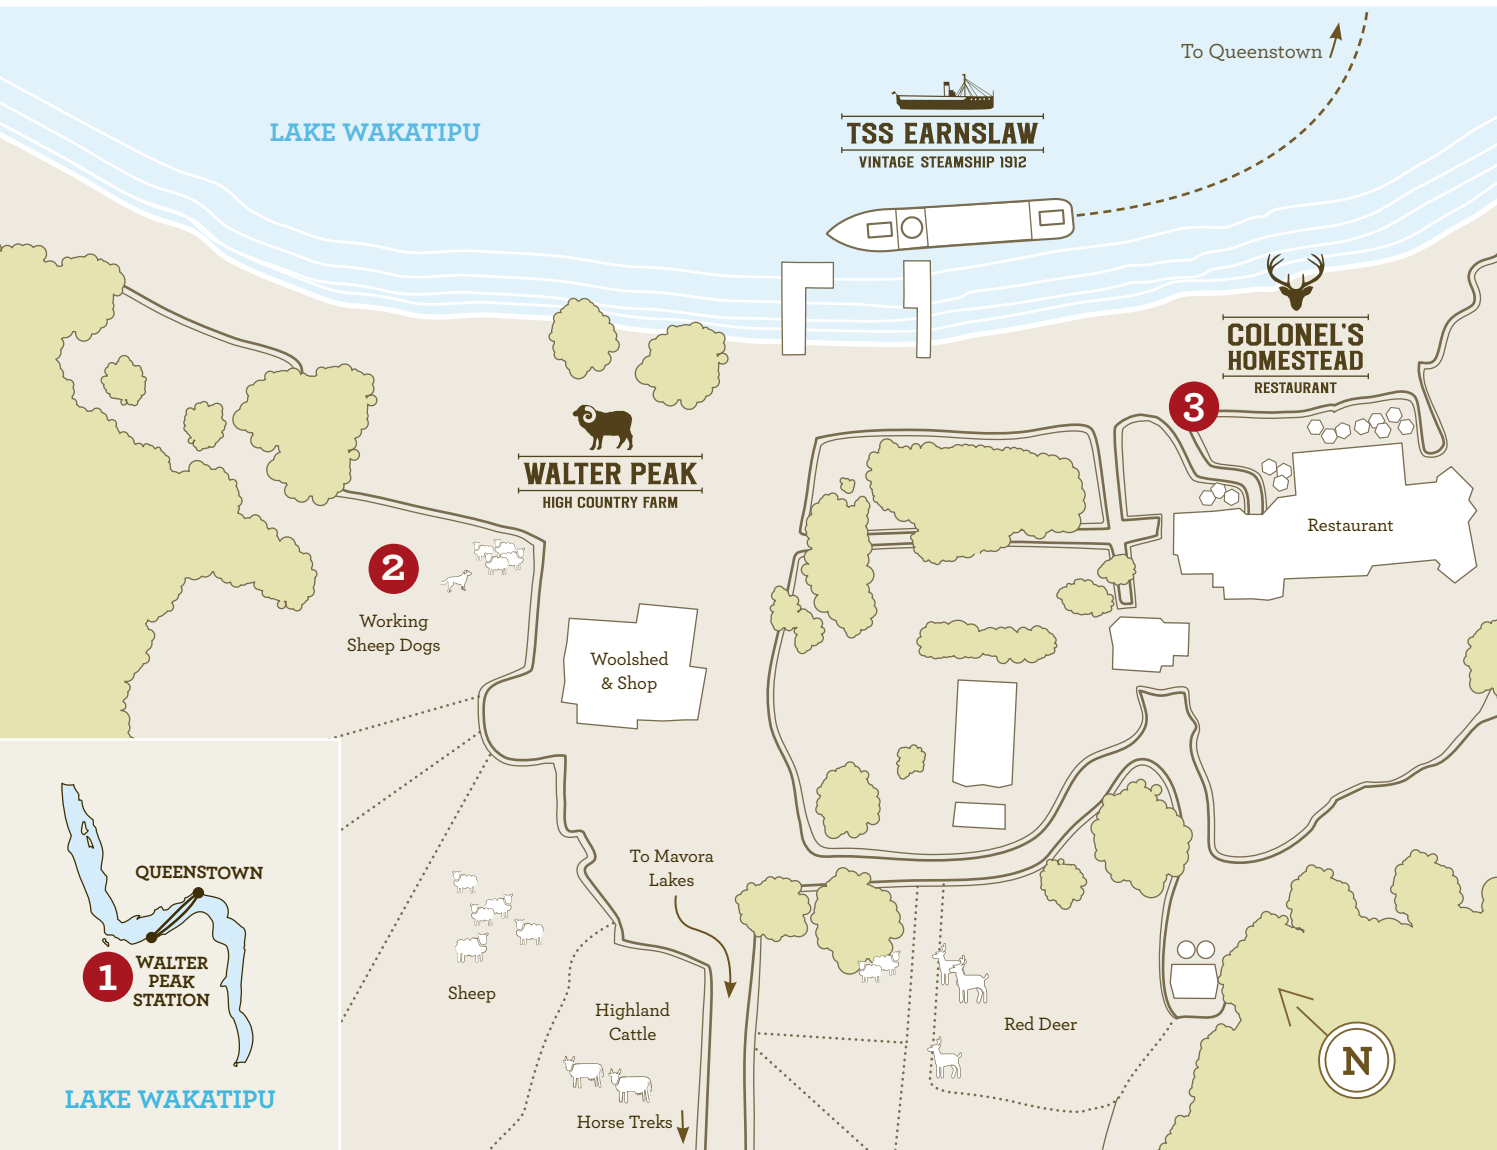 To Queenstown
LAKE WAKATIPU
TSS EARNSLAW
VINTAGE STEAMSHIP 1912
COLONEL'S
HOMESTEAD
RESTAURANT
3
WALTER PEAK
HIGH COUNTRY FARM
Restaurant
2
Working
Sheep Dogs
Woolshed
& Shop
To Mavora
Lakes
QUEENSTOWN
1
WALTER
PEAK
STATION
LAKE WAKATIPU
Sheep
Highland
Cattle
Red Deer
Horse Treks
N